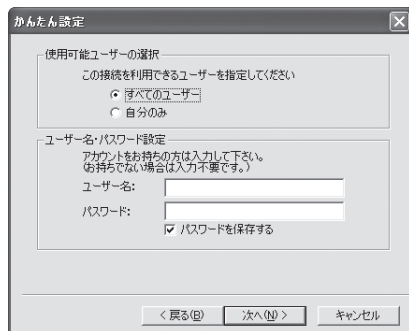 かんたん設定
使用可能ユーザーの選択
この接続を利用できるユーザーを指定してください
すべてのユーザー
自分のみ
ユーザー名・パスワード設定
アカウントをお持ちの方は入力して下さい。
(お持ちでない場合は入力不要です。)
ユーザー名:
パスワード:
パスワードを保存する
< 戻る(B) 次へ(N) > キャンセル